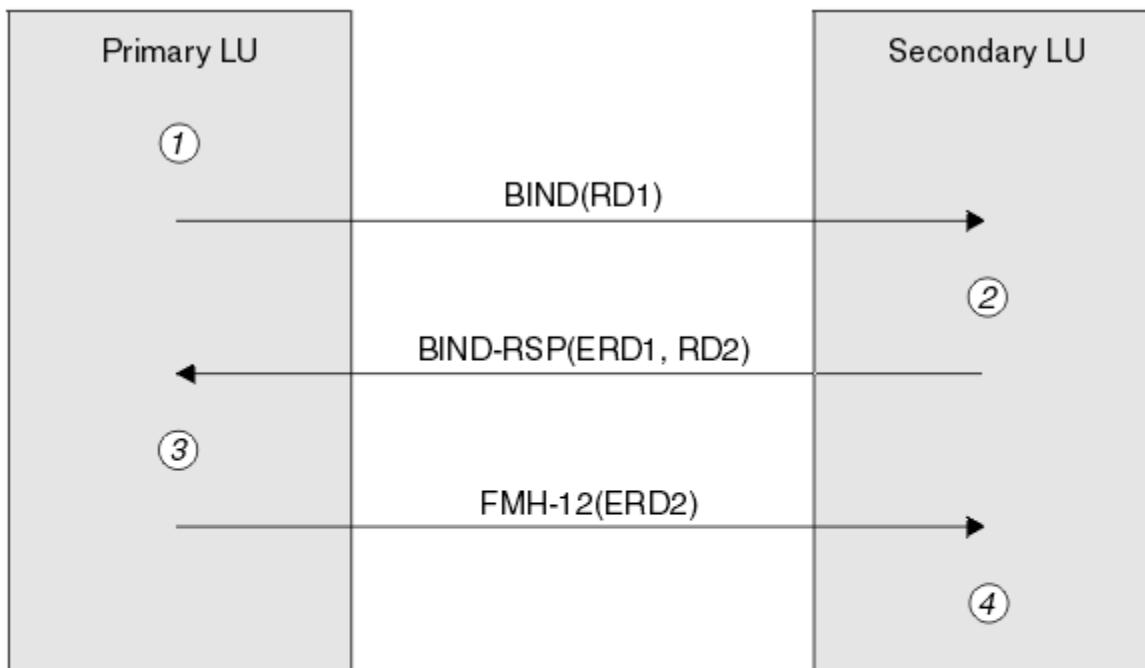 Primary LU
Secondary LU
1
BIND(RD1)
2
BIND-RSP(ERD1, RD2)
3
FMH-12(ERD2)
4